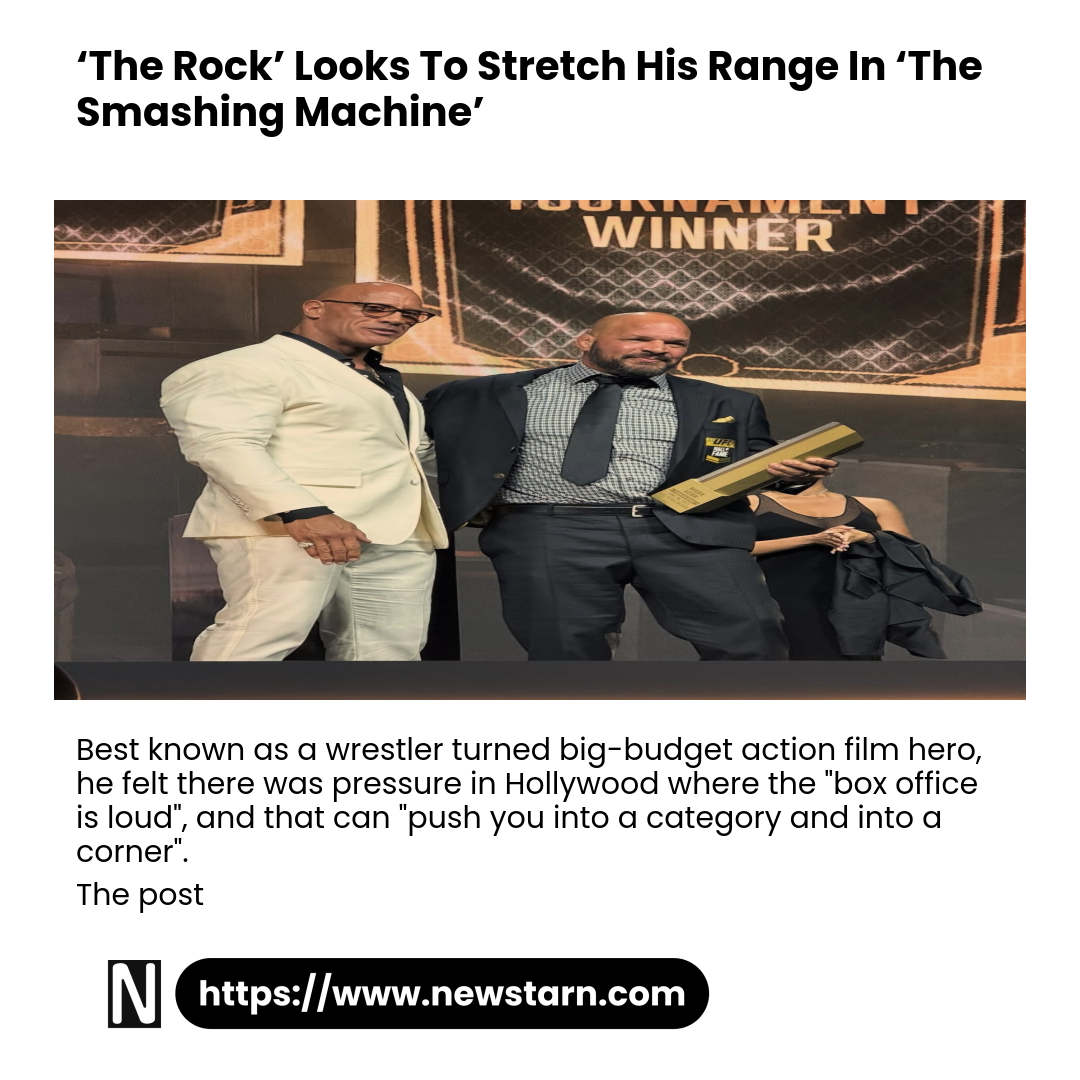 ‘The Rock’ Looks To Stretch His Range In ‘The
Smashing Machine’
TOURNAMENT
WINNER
UFC
HALL OF
FAME
Best known as a wrestler turned big-budget action film hero,
he felt there was pressure in Hollywood where the "box office
is loud", and that can "push you into a category and into a
corner".
The post
N
https://www.newstarn.com